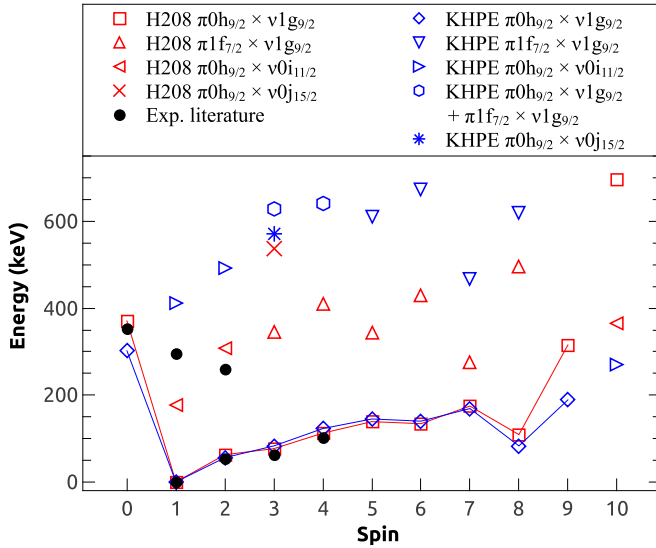 H208 π0h9/2 × ν1g9/2
H208 π1f7/2 × ν1g9/2
H208 π0h9/2 × ν0i11/2
H208 π0h9/2 × ν0j15/2
Exp. literature
KHPE π0h9/2 × ν1g9/2
KHPE π1f7/2 × ν1g9/2
KHPE π0h9/2 × ν0i11/2
KHPE π0h9/2 × ν1g9/2
+ π1f7/2 × ν1g9/2
KHPE π0h9/2 × ν0j15/2
Energy (keV)
600
400
200
0
0 1 2 3 4 5 6 7 8 9 10
Spin